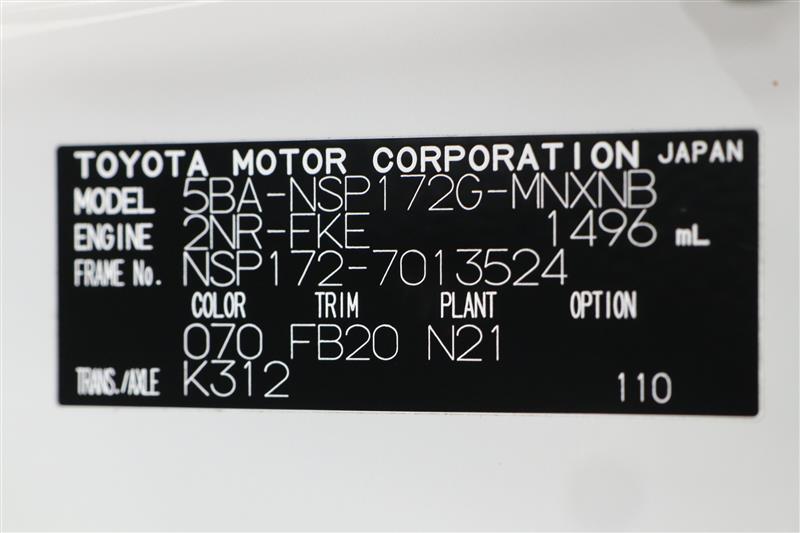 TOYOTA MOTOR CORPORATION JAPAN
MODEL 5BA-NSP172G-MNXNB
ENGINE 2NR-FKE 1496 mL
FRAME No. NSP172-7013524
COLOR TRIM PLANT OPTION
070 FB20 N21
TRANS./AXLE K312 110